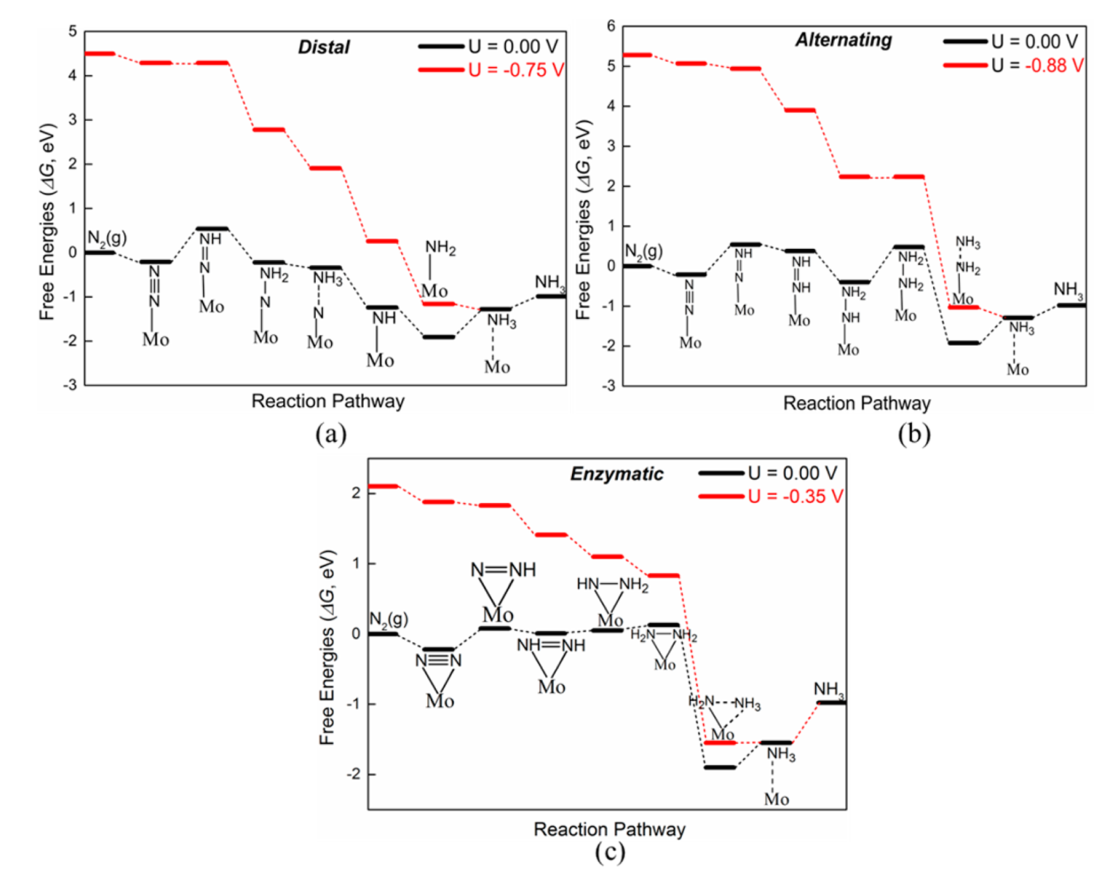 Distal
U = 0.00 V
U = -0.75 V
5
4
3
2
1
0
-1
-2
-3
Free Energies (ΔG, eV)
N₂(g)
N
N
Mo
NH
N
Mo
NH₂
N
Mo
NH₃
N
Mo
NH
Mo
NH₂
Mo
NH₃
Mo
NH₃
Reaction Pathway
(a)
Alternating
U = 0.00 V
U = -0.88 V
6
5
4
3
2
1
0
-1
-2
-3
Free Energies (ΔG, eV)
N₂(g)
N
N
Mo
NH
N
Mo
NH
NH
Mo
NH₂
NH
Mo
NH₂
NH₂
Mo
NH₃
NH₂
Mo
NH₃
Mo
NH₃
Reaction Pathway
(b)
Enzymatic
U = 0.00 V
U = -0.35 V
2
1
0
-1
-2
Free Energies (ΔG, eV)
N₂(g)
N≡N
Mo
N=NH
Mo
NH=NH
Mo
HN—NH₂
Mo
H₂N—NH₂
Mo
H₂N---NH₃
Mo
NH₃
Mo
NH₃
Reaction Pathway
(c)